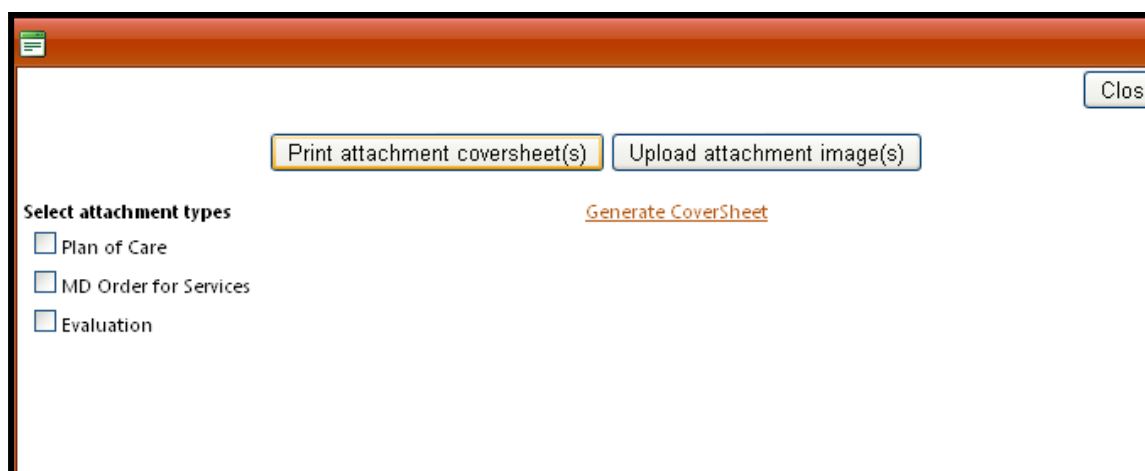 Clos
Print attachment coversheet(s) Upload attachment image(s)
Select attachment types Generate CoverSheet
Plan of Care
MD Order for Services
Evaluation